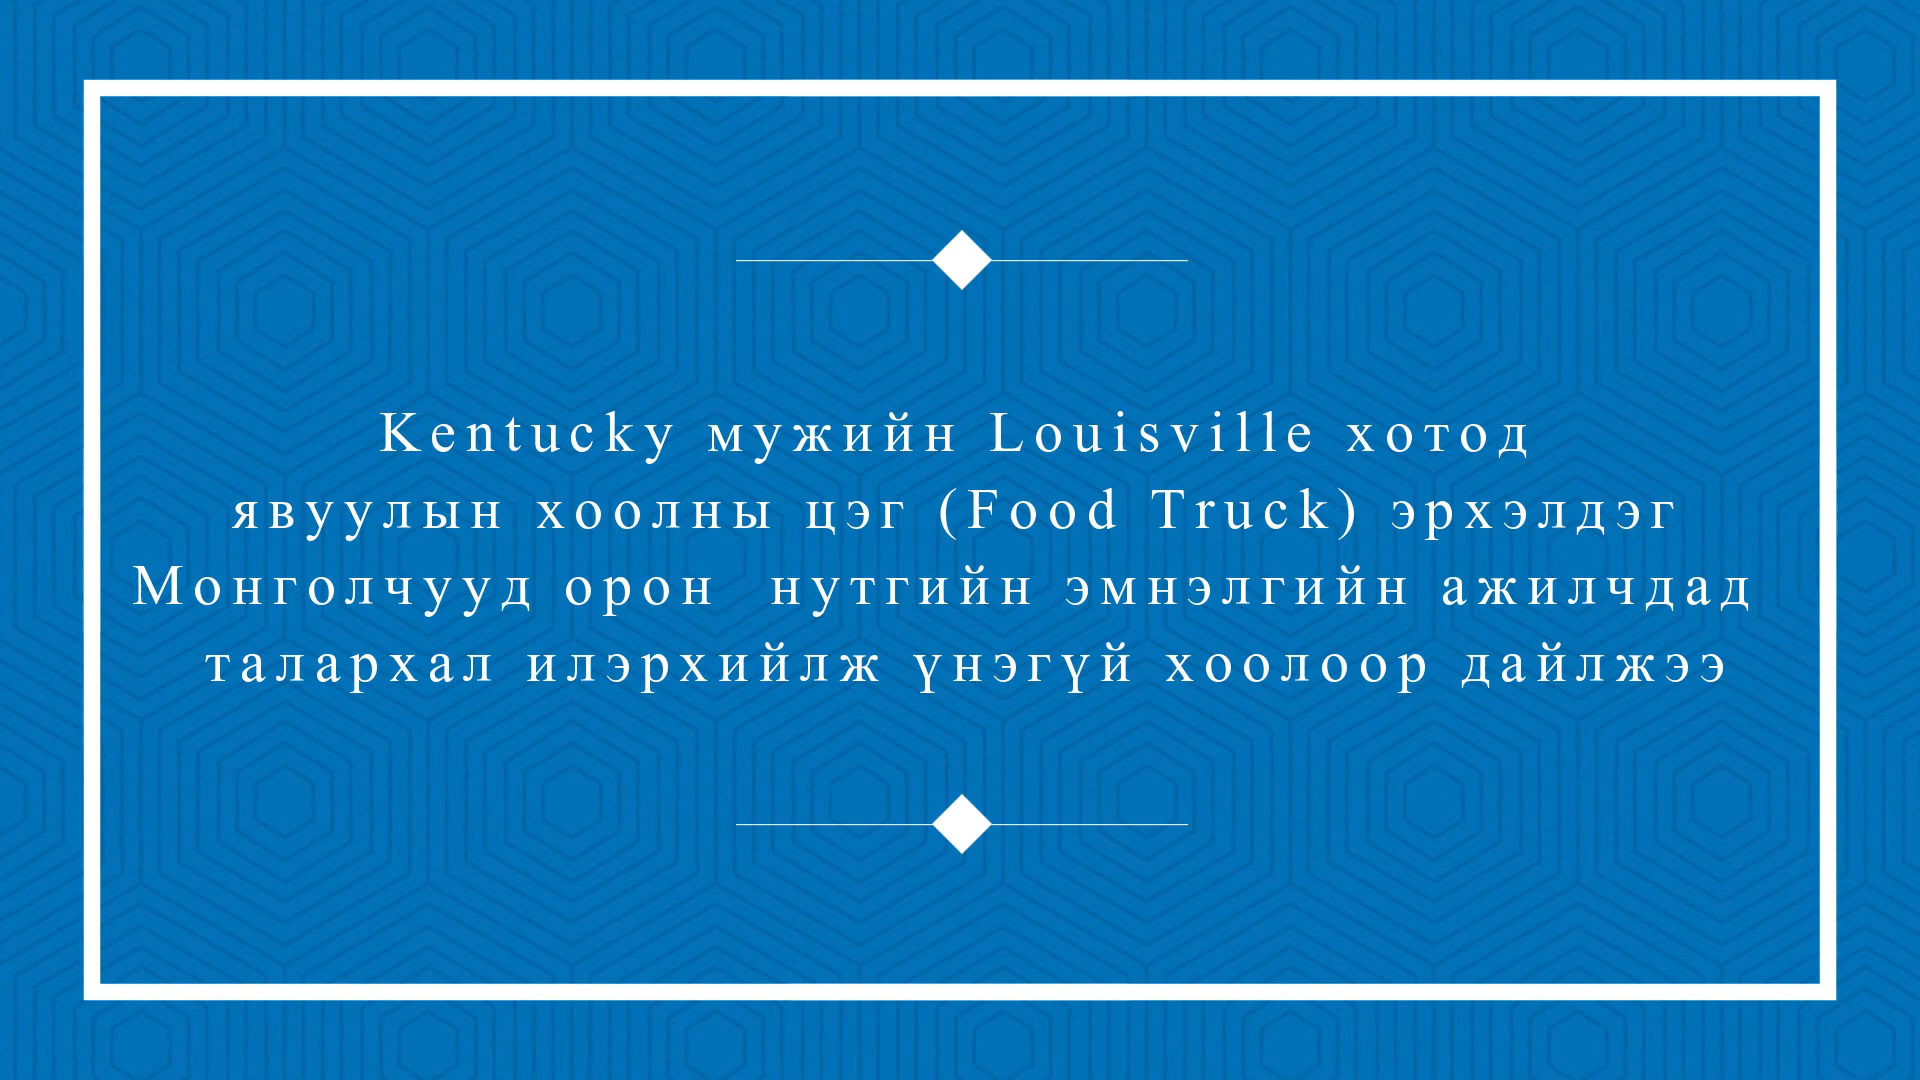 Kentucky мужийн Louisville хотод
явуулын хоолны цэг (Food Truck) эрхэлдэг
Монголчууд орон  нутгийн эмнэлгийн ажилчдад
талархал илэрхийлж үнэгүй хоолоор дайлжээ